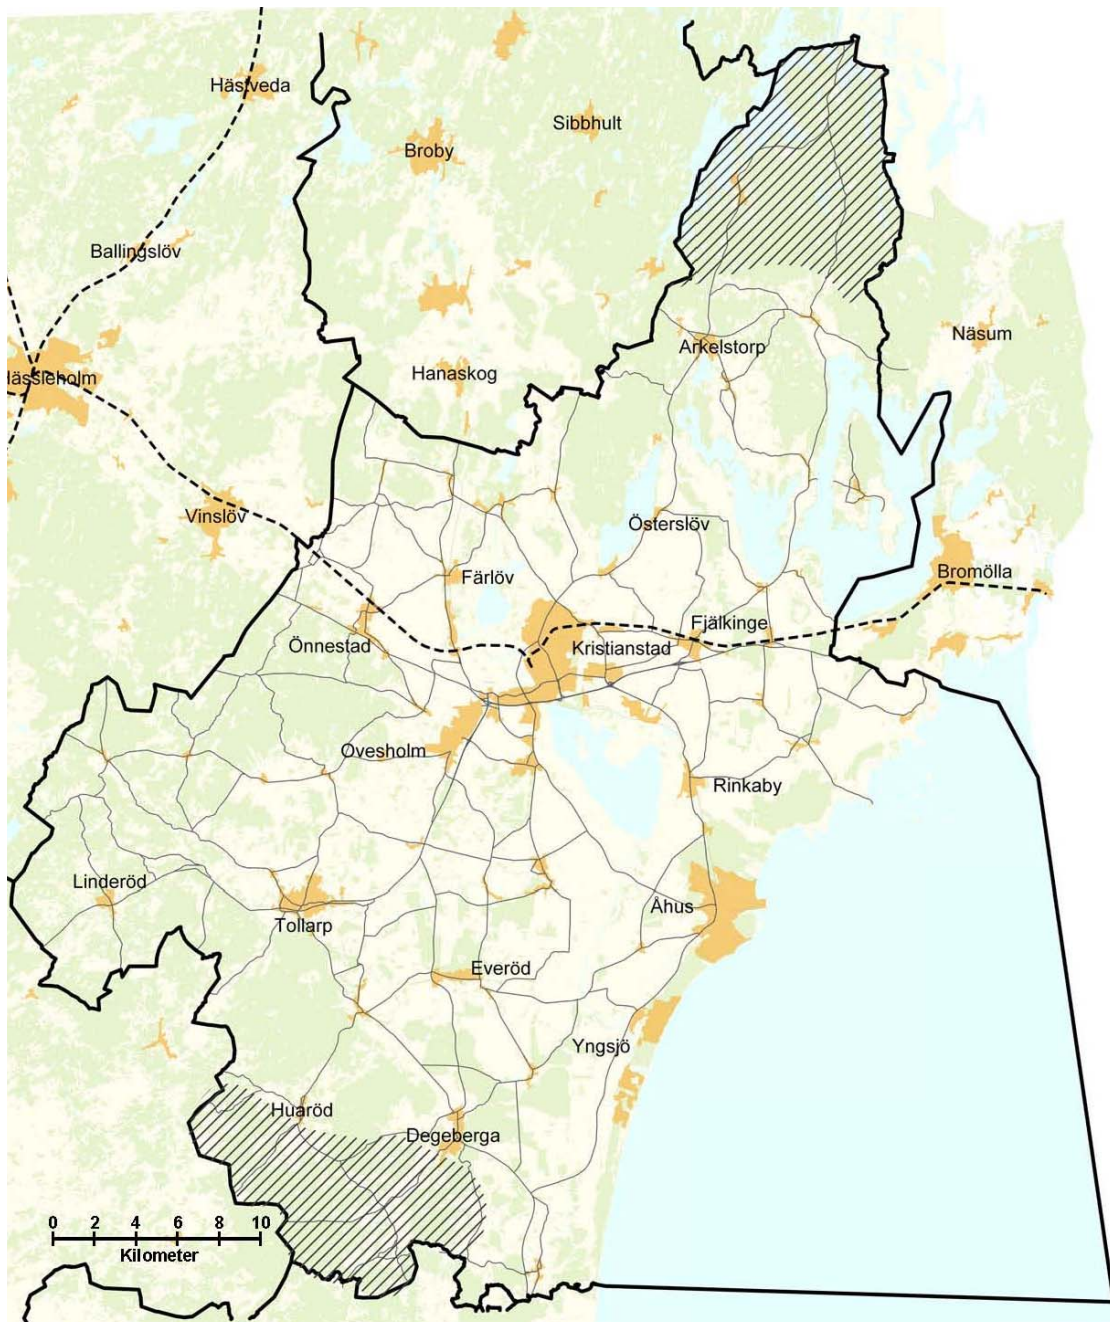 Hästveda
Sibbhult
Broby
Ballingslöv
Näsum
Arkelstorp
Hanaskog
Hässleholm
Vinslöv
Österslöv
Bromölla
Färlöv
Fjälkinge
Önnestad
Kristianstad
Ovesholm
Rinkaby
Linderöd
Åhus
Tollarp
Everöd
Yngsjö
Huaröd
Degeberga
0 2 4 6 8 10
Kilometer